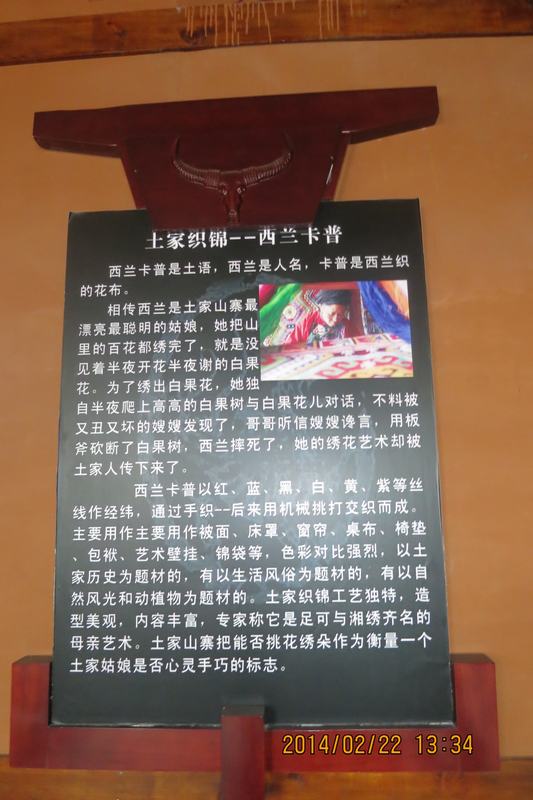 土家织锦--西兰卡普
西兰卡普是土语，西兰是人名，卡普是西兰织
的花布。
相传西兰是土家山寨最
漂亮最聪明的姑娘，她把山
里的百花都绣完了，就是没
见着半夜开花半夜谢的白果
花。为了绣出白果花，她独
自半夜爬上高高的白果树与白果花儿对话，不料被
又丑又坏的嫂嫂发现了，哥哥听信嫂嫂谗言，用板
斧砍断了白果树，西兰摔死了，她的绣花艺术却被
土家人传下来了。
西兰卡普以红、蓝、黑、白、黄、紫等丝
线作经纬，通过手织--后来用机械挑打交织而成。
主要用作主要用作被面、床罩、窗帘、桌布、椅垫
、包袱、艺术壁挂、锦袋等，色彩对比强烈，以土
家历史为题材的，有以生活风俗为题材的，有以自
然风光和动植物为题材的。土家织锦工艺独特，造
型美观，内容丰富，专家称它是足可与湘绣齐名的
母亲艺术。土家山寨把能否挑花绣朵作为衡量一个
土家姑娘是否心灵手巧的标志。
2014/02/22 13:34